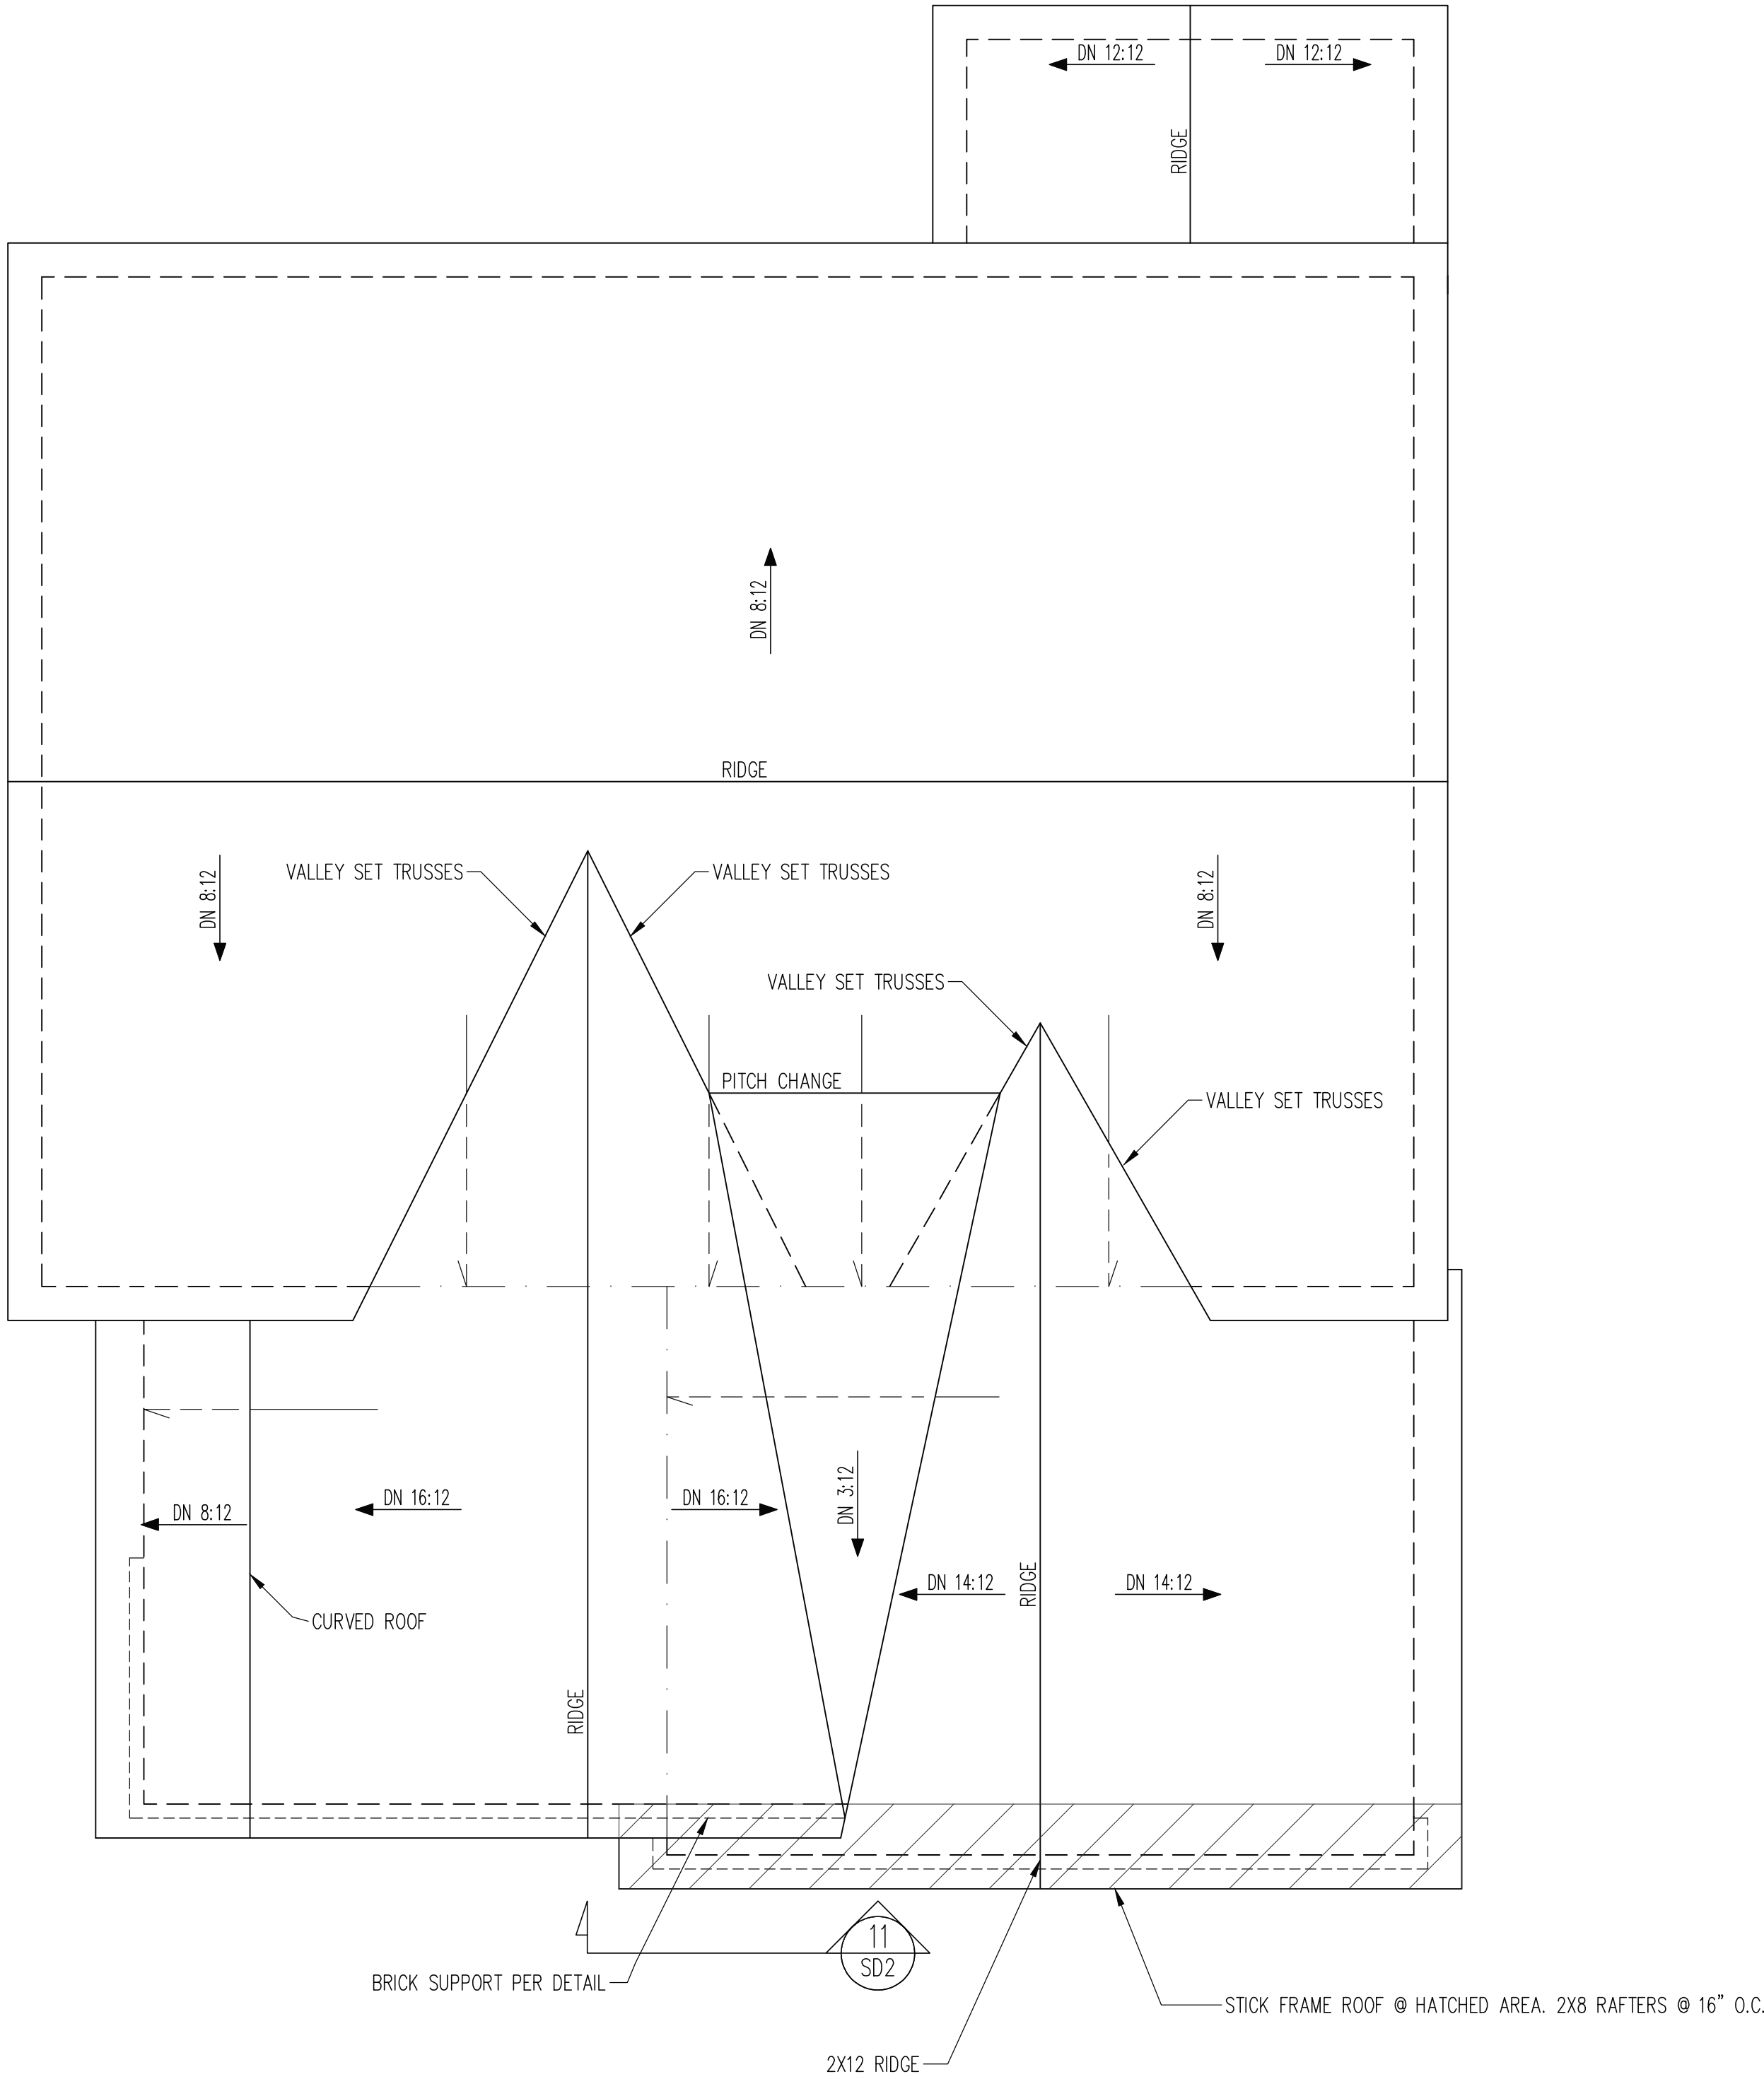 DN 12:12
DN 12:12
RIDGE
DN 8:12
RIDGE
DN 8:12
VALLEY SET TRUSSES
VALLEY SET TRUSSES
DN 8:12
VALLEY SET TRUSSES
PITCH CHANGE
VALLEY SET TRUSSES
DN 8:12
DN 16:12
DN 16:12
DN 3:12
DN 14:12
RIDGE
DN 14:12
CURVED ROOF
RIDGE
11
SD2
BRICK SUPPORT PER DETAIL
STICK FRAME ROOF @ HATCHED AREA. 2X8 RAFTERS @ 16" O.C.
2X12 RIDGE